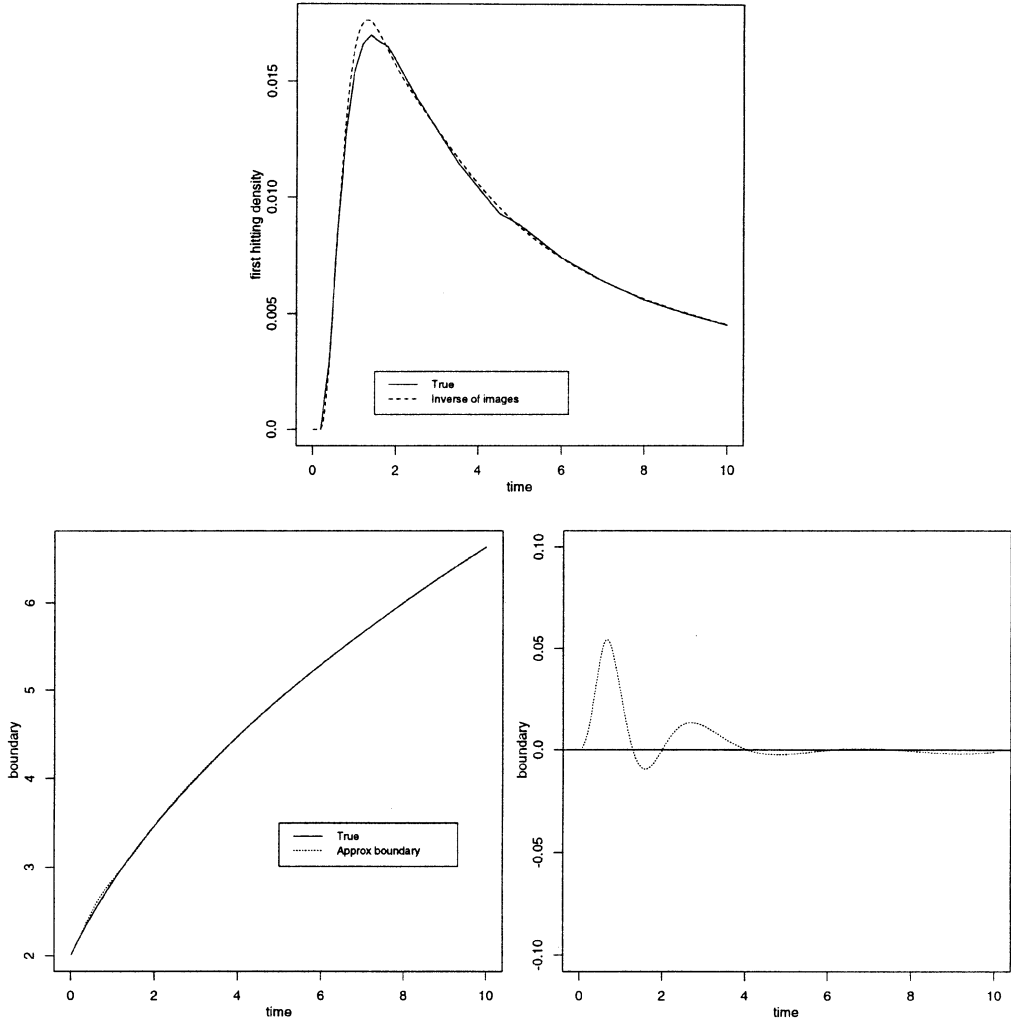 first hitting density
0.015
0.010
0.005
0.0
True
Inverse of images
0 2 4 6 8 10
time
boundary
6
5
4
3
2
True
Approx boundary
0 2 4 6 8 10
time
boundary
0.10
0.05
0.0
-0.05
-0.10
0 2 4 6 8 10
time